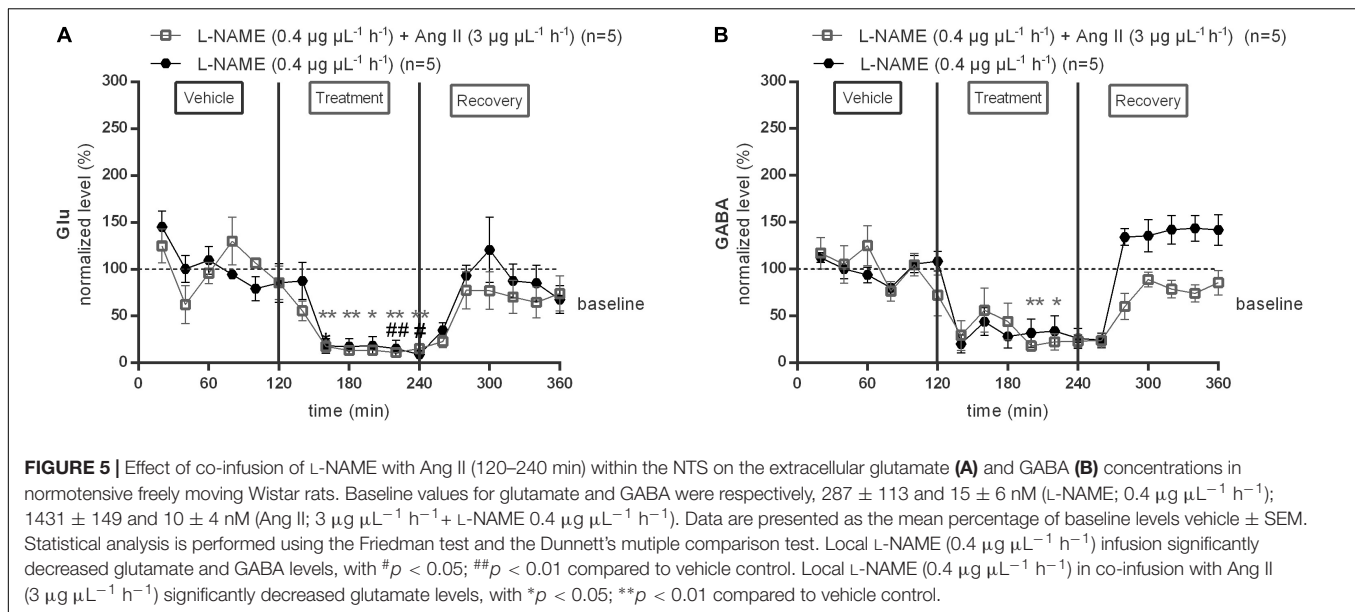 A
L-NAME (0.4 µg µL⁻¹ h⁻¹) + Ang II (3 µg µL⁻¹ h⁻¹) (n=5)
L-NAME (0.4 µg µL⁻¹ h⁻¹) (n=5)
300
250
200
150
100
50
0
Glu
normalized level (%)
Vehicle
Treatment
Recovery
** ** * ** **
## #
baseline
0 60 120 180 240 300 360
time (min)
B
L-NAME (0.4 µg µL⁻¹ h⁻¹) + Ang II (3 µg µL⁻¹ h⁻¹) (n=5)
L-NAME (0.4 µg µL⁻¹ h⁻¹) (n=5)
300
250
200
150
100
50
0
GABA
normalized level (%)
Vehicle
Treatment
Recovery
** *
baseline
0 60 120 180 240 300 360
time (min)
FIGURE 5 | Effect of co-infusion of L-NAME with Ang II (120–240 min) within the NTS on the extracellular glutamate (A) and GABA (B) concentrations in
normotensive freely moving Wistar rats. Baseline values for glutamate and GABA were respectively, 287 ± 113 and 15 ± 6 nM (L-NAME; 0.4 µg µL⁻¹ h⁻¹);
1431 ± 149 and 10 ± 4 nM (Ang II; 3 µg µL⁻¹ h⁻¹+ L-NAME 0.4 µg µL⁻¹ h⁻¹). Data are presented as the mean percentage of baseline levels vehicle ± SEM.
Statistical analysis is performed using the Friedman test and the Dunnett's mutiple comparison test. Local L-NAME (0.4 µg µL⁻¹ h⁻¹) infusion significantly
decreased glutamate and GABA levels, with #p < 0.05; ##p < 0.01 compared to vehicle control. Local L-NAME (0.4 µg µL⁻¹ h⁻¹) in co-infusion with Ang II
(3 µg µL⁻¹ h⁻¹) significantly decreased glutamate levels, with *p < 0.05; **p < 0.01 compared to vehicle control.